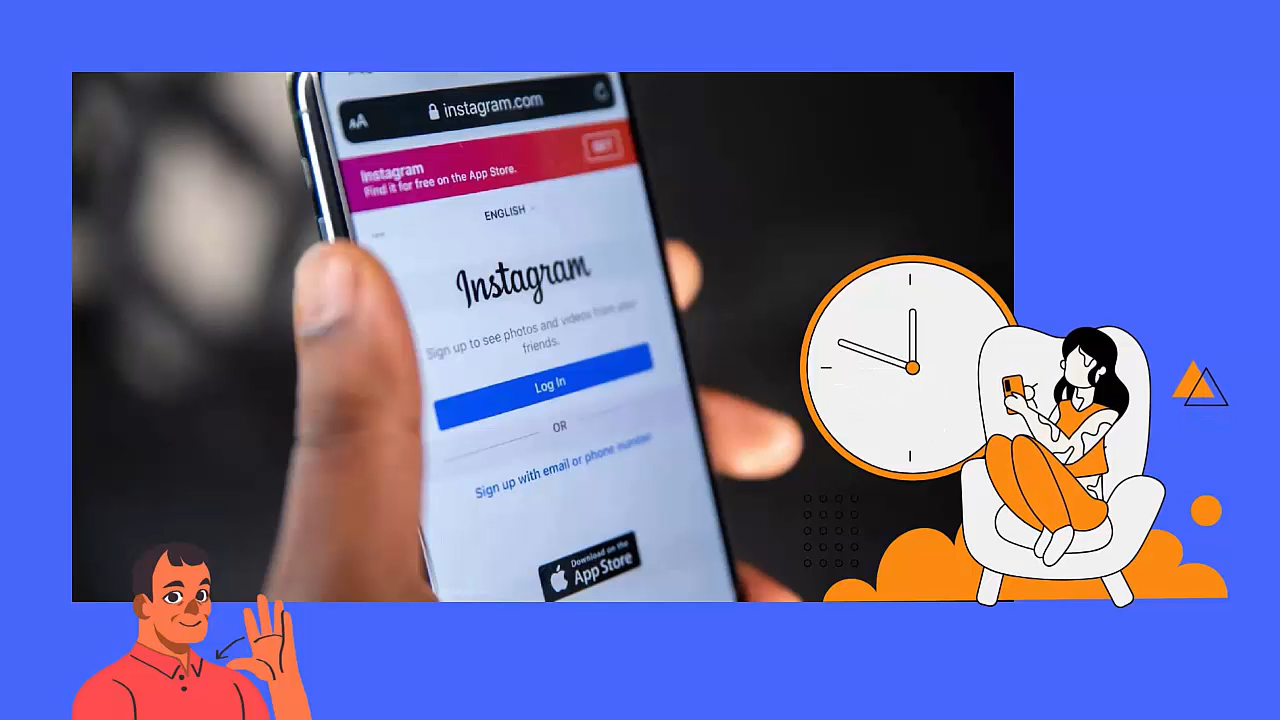 AA instagram.com
Instagram
Find it for free on the App Store.
ENGLISH
Instagram
Sign up to see photos and videos from your
friends.
Log In
OR
Sign up with email or phone number
Download on the
App Store